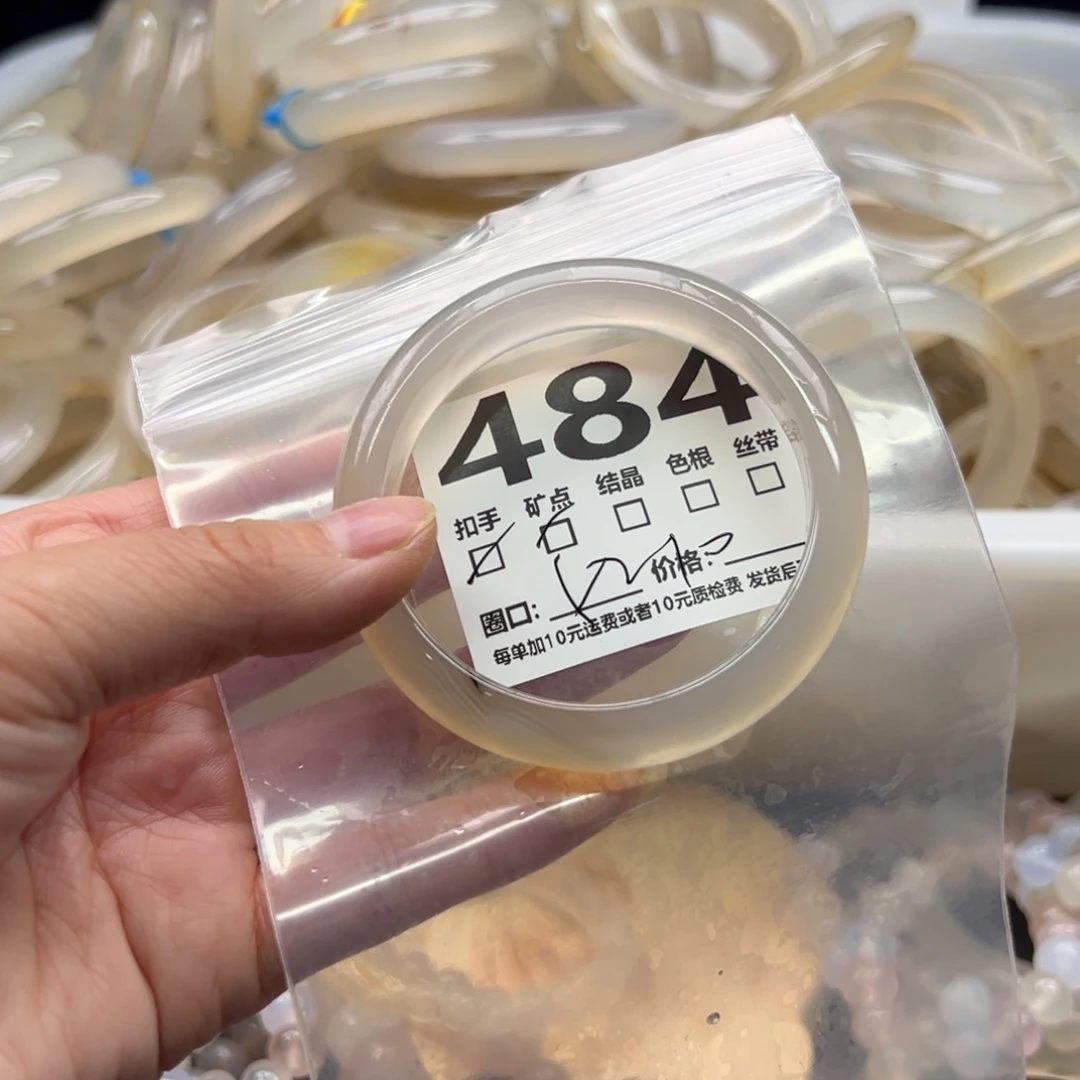 484
扣手 矿点 结晶 色根 丝带
圈口: 价格:
每单加10元运费或者10元质检费 发货后